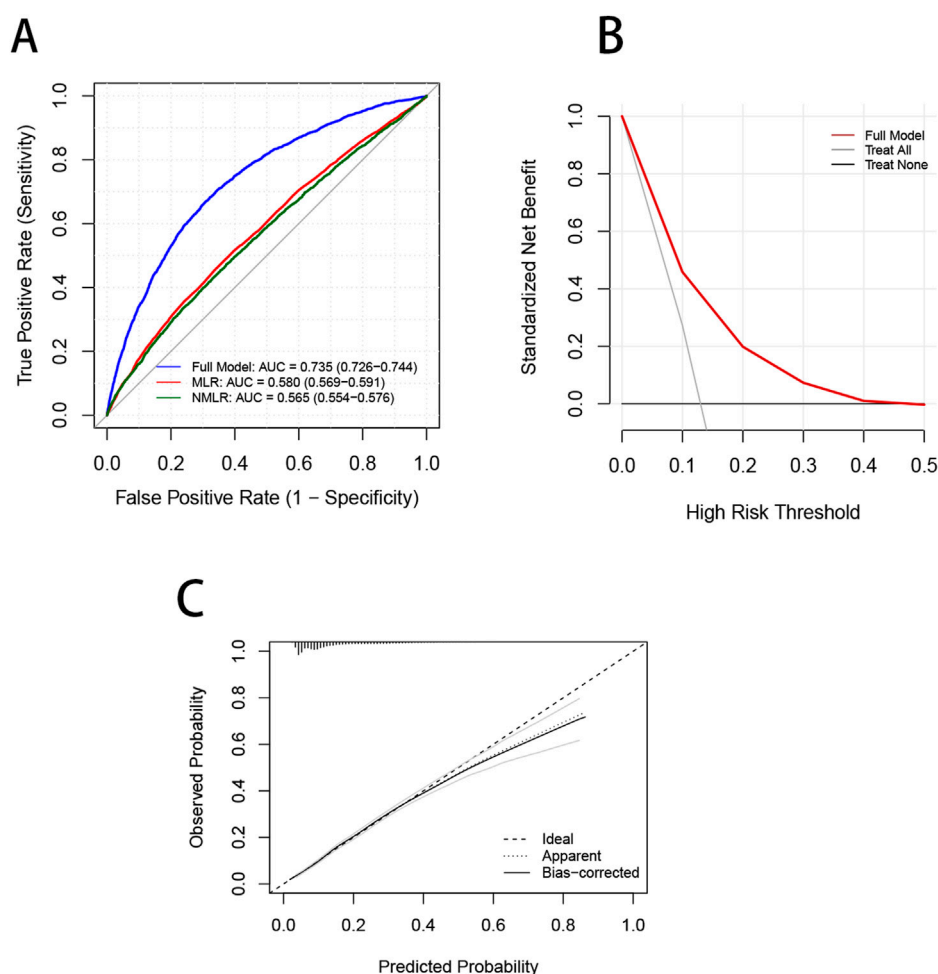 A
True Positive Rate (Sensitivity)
1.0
0.8
0.6
0.4
0.2
0.0
Full Model: AUC = 0.735 (0.726−0.744)
MLR: AUC = 0.580 (0.569−0.591)
NMLR: AUC = 0.565 (0.554−0.576)
0.0 0.2 0.4 0.6 0.8 1.0
False Positive Rate (1 − Specificity)
B
Standardized Net Benefit
1.0
0.8
0.6
0.4
0.2
0.0
Full Model
Treat All
Treat None
0.0 0.1 0.2 0.3 0.4 0.5
High Risk Threshold
C
Observed Probability
1.0
0.8
0.6
0.4
0.2
0.0
Ideal
Apparent
Bias−corrected
0.0 0.2 0.4 0.6 0.8 1.0
Predicted Probability